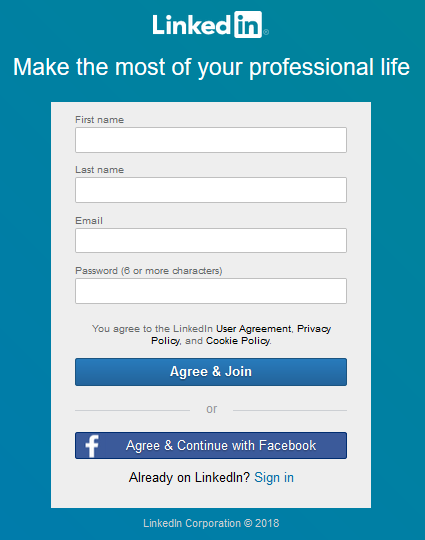 Linkedin
Make the most of your professional life
First name
Last name
Email
Password (6 or more characters)
You agree to the LinkedIn User Agreement, Privacy
Policy, and Cookie Policy.
Agree & Join
or
f Agree & Continue with Facebook
Already on LinkedIn? Sign in
LinkedIn Corporation © 2018